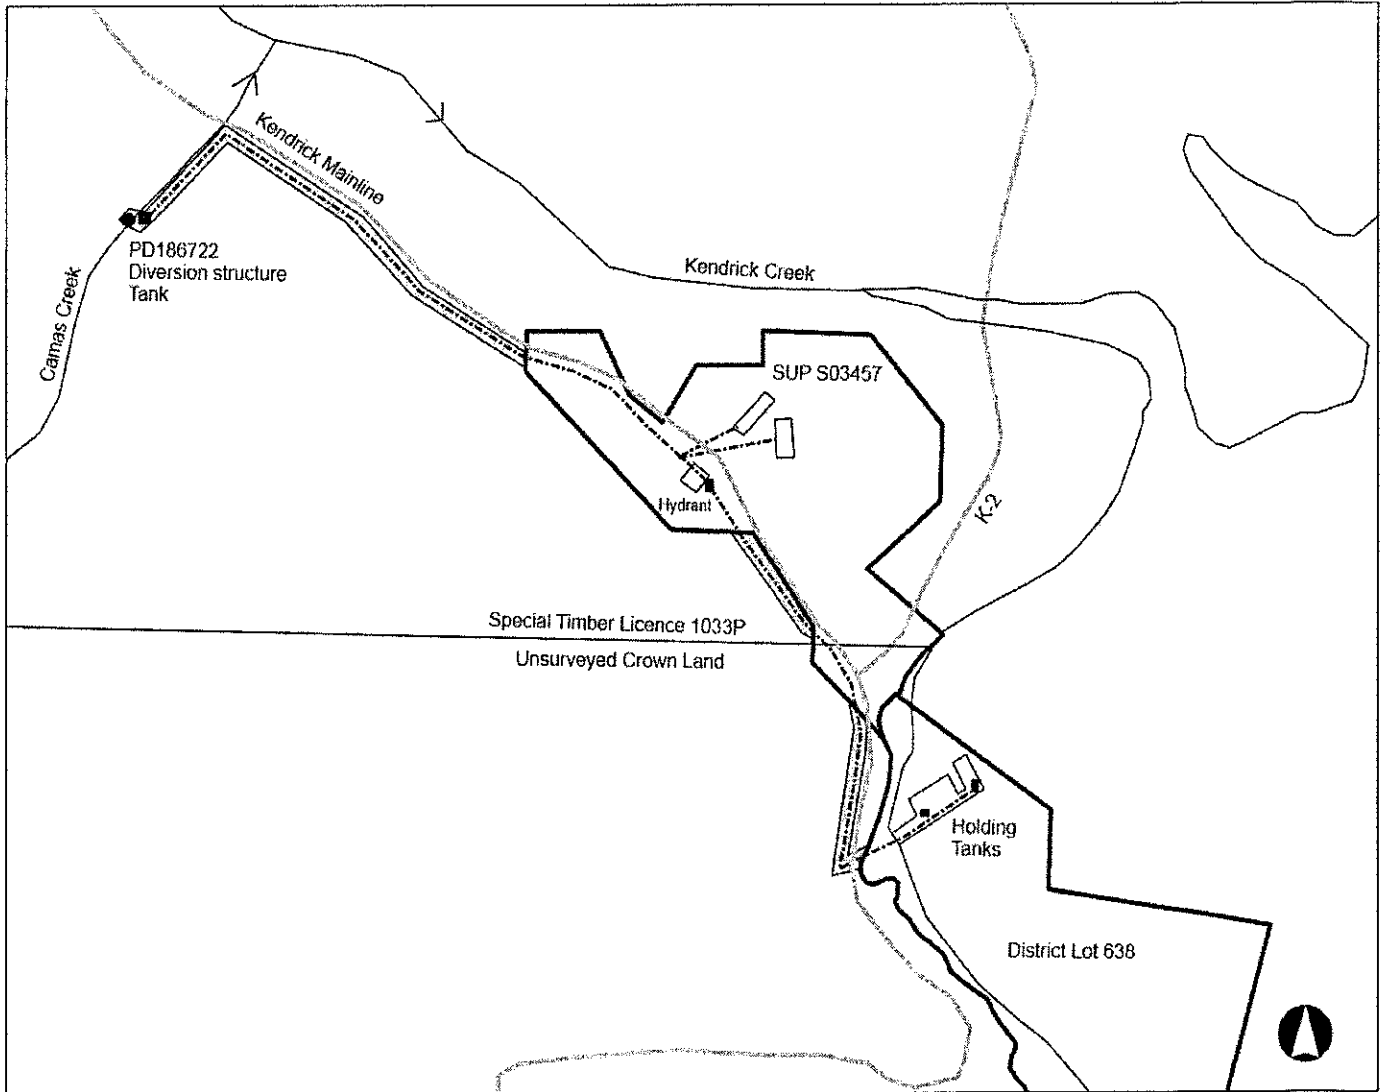 Kendrick Mainline
PD186722
Diversion structure
Tank
Camas Creek
Kendrick Creek
SUP S03457
Hydrant
K-2
Special Timber Licence 1033P
Unsurveyed Crown Land
Holding
Tanks
District Lot 638